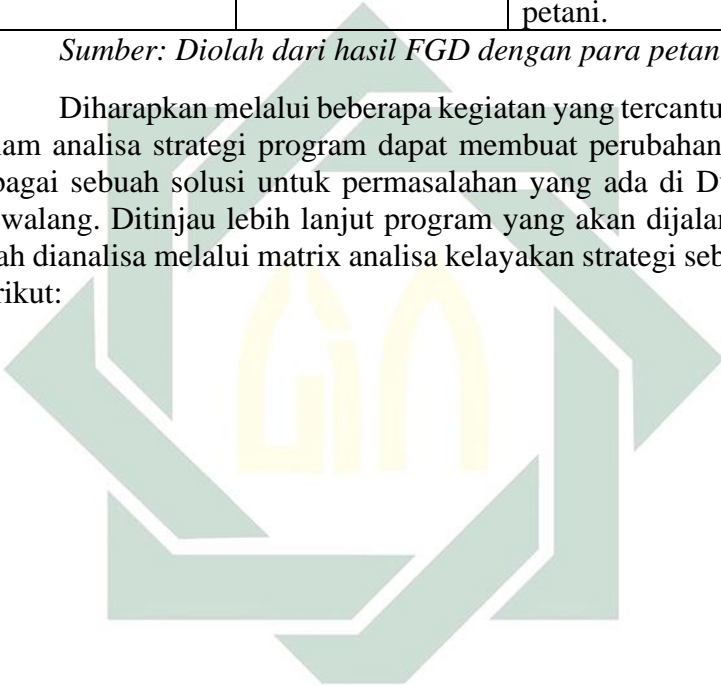 petani.
Sumber: Diolah dari hasil FGD dengan para petan
Diharapkan melalui beberapa kegiatan yang tercantu
lam analisa strategi program dapat membuat perubahan
bagai sebuah solusi untuk permasalahan yang ada di D
walang. Ditinjau lebih lanjut program yang akan dijalar
ah dianalisa melalui matrix analisa kelayakan strategi seb
rikut: